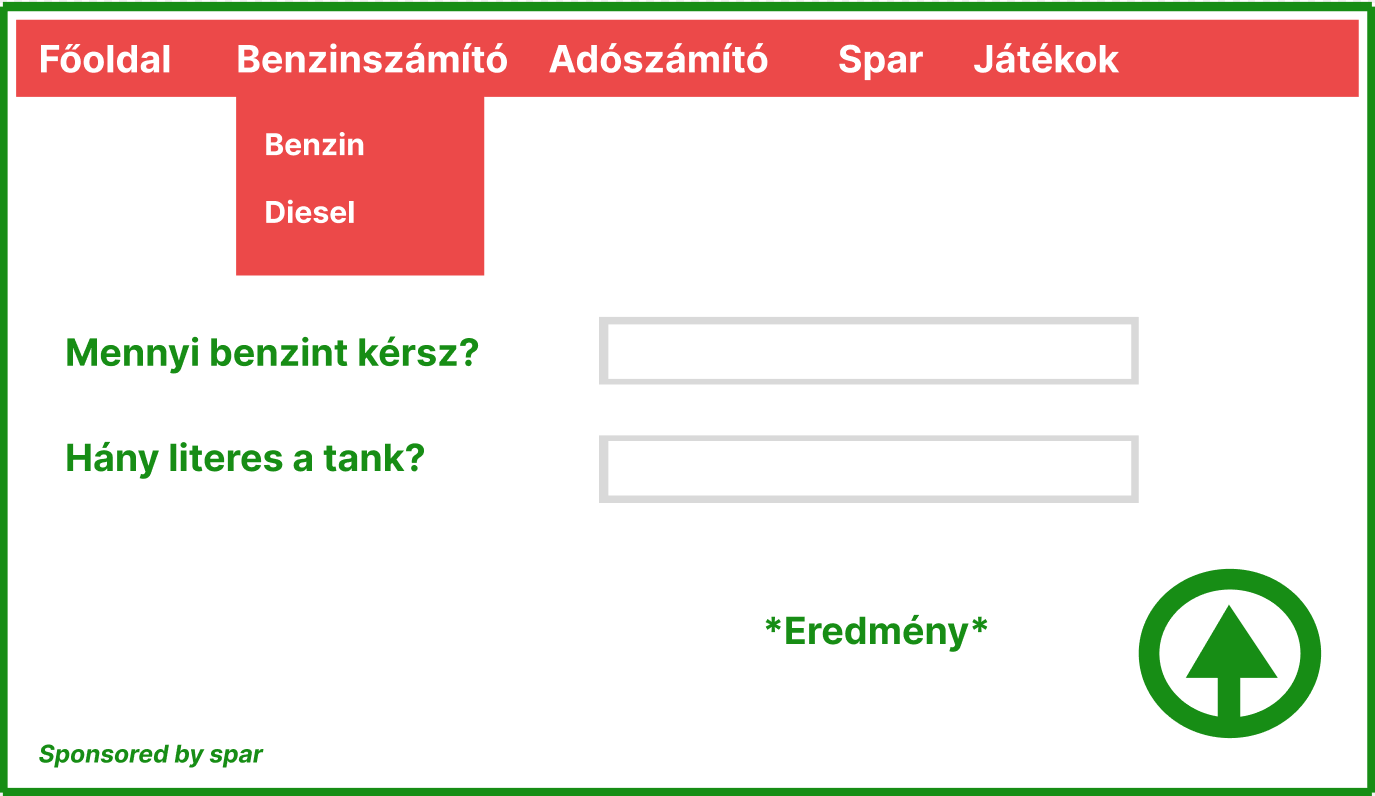 Főoldal Benzinszámító Adószámító Spar Játékok
Benzin
Diesel
Mennyi benzint kérsz?
Hány literes a tank?
*Eredmény*
Sponsored by spar